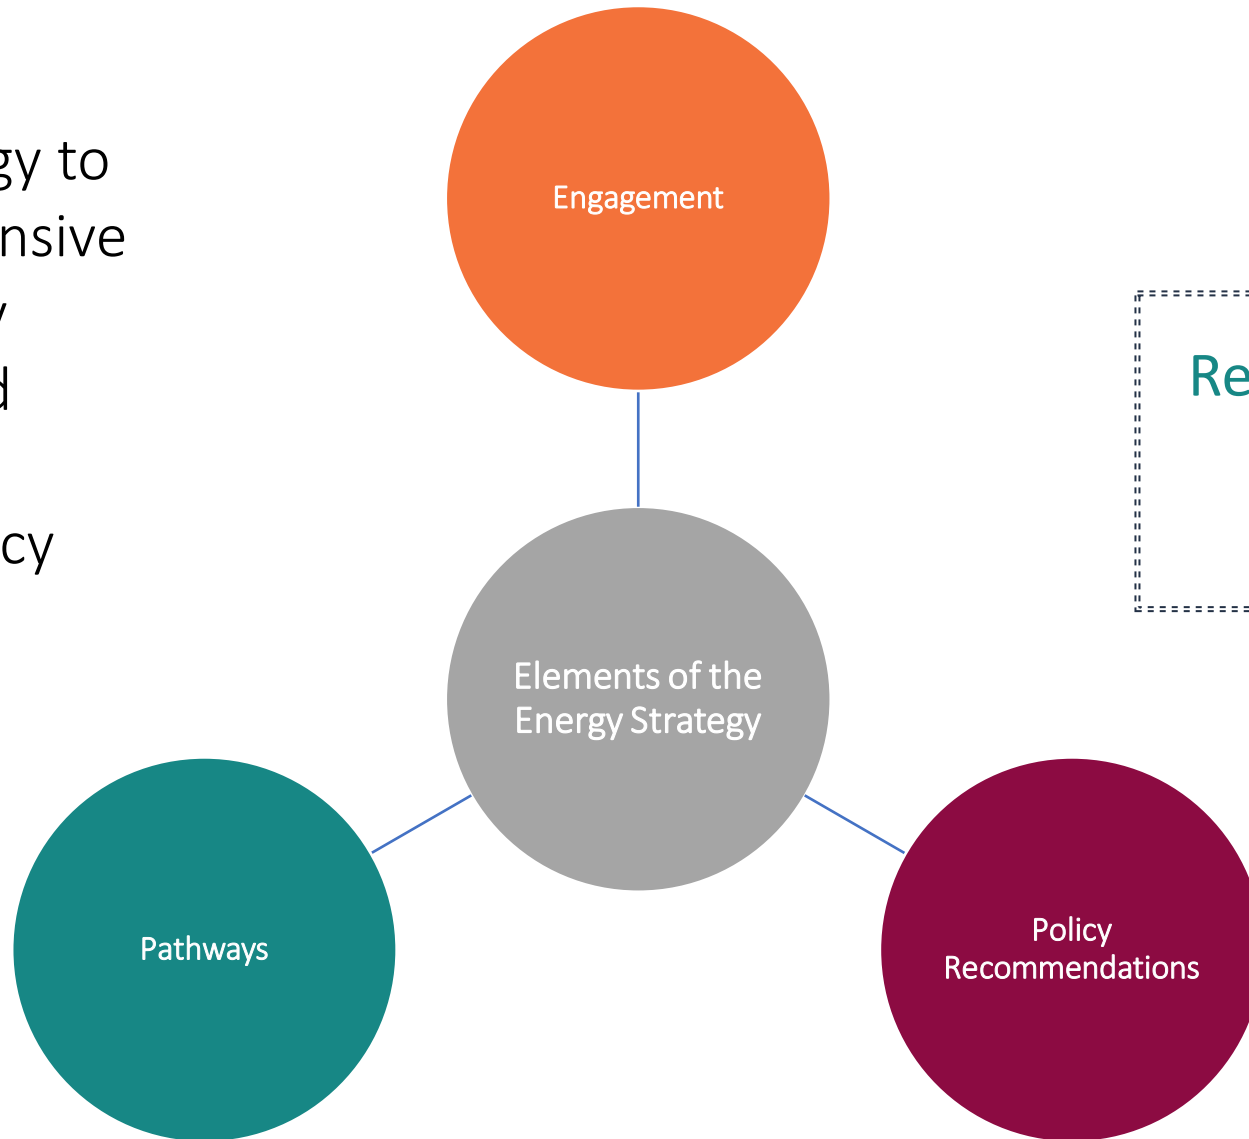 gy to
nsive
y
d
cy
Engagement
Re
Elements of the
Energy Strategy
Pathways
Policy
Recommendations